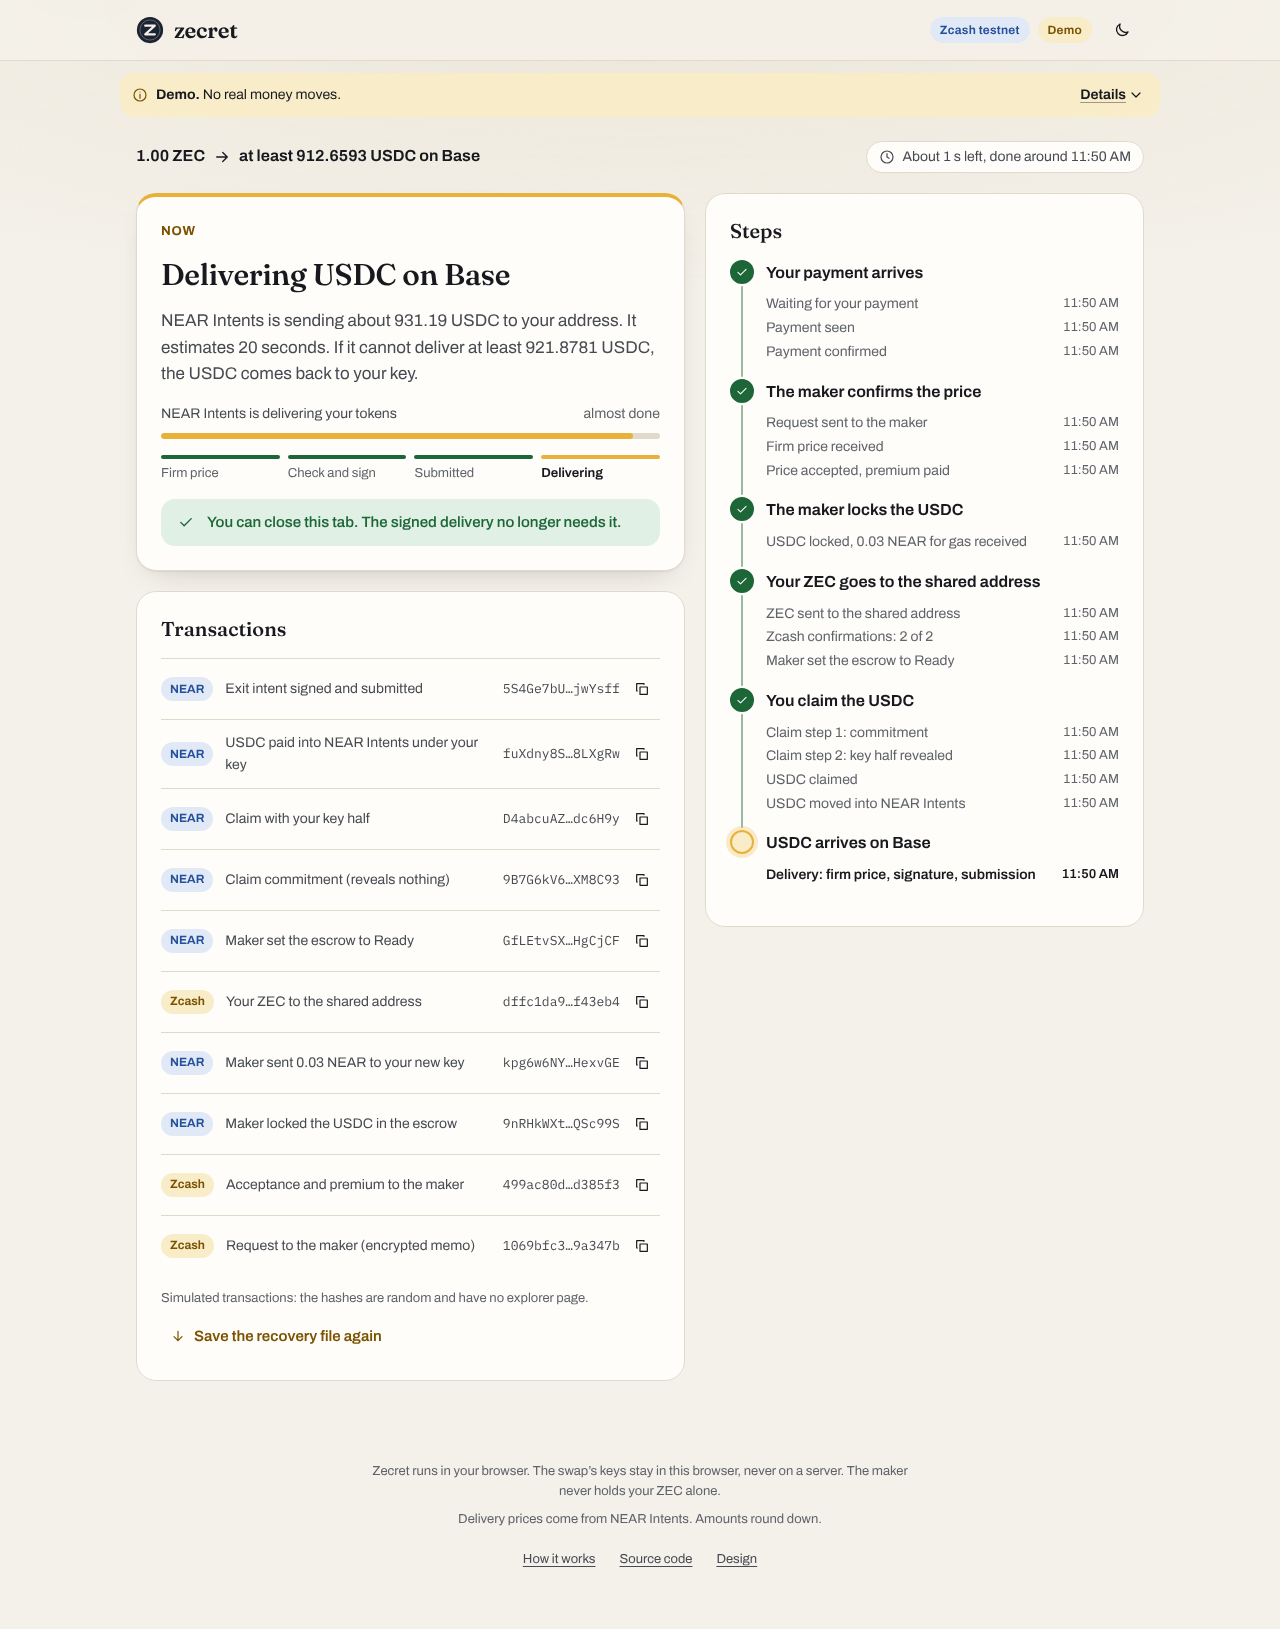 zecret
Zcash testnet
Demo
Demo. No real money moves.
Details
1.00 ZEC → at least 912.6593 USDC on Base
About 1 s left, done around 11:50 AM
NOW
Delivering USDC on Base
NEAR Intents is sending about 931.19 USDC to your address. It
estimates 20 seconds. If it cannot deliver at least 921.8781 USDC,
the USDC comes back to your key.
NEAR Intents is delivering your tokens
almost done
Firm price
Check and sign
Submitted
Delivering
You can close this tab. The signed delivery no longer needs it.
Transactions
NEAR Exit intent signed and submitted 5S4Ge7bU…jwYsff
NEAR USDC paid into NEAR Intents under your
key
fuXdny8S…8LXgRw
NEAR Claim with your key half D4abcuAZ…dc6H9y
NEAR Claim commitment (reveals nothing) 9B7G6kV6…XM8C93
NEAR Maker set the escrow to Ready GfLEtvSX…HgCjCF
Zcash Your ZEC to the shared address dffc1da9…f43eb4
NEAR Maker sent 0.03 NEAR to your new key kpg6w6NY…HexvGE
NEAR Maker locked the USDC in the escrow 9nRHkWXt…QSc99S
Zcash Acceptance and premium to the maker 499ac80d…d385f3
Zcash Request to the maker (encrypted memo) 1069bfc3…9a347b
Simulated transactions: the hashes are random and have no explorer page.
Save the recovery file again
Steps
Your payment arrives
Waiting for your payment 11:50 AM
Payment seen 11:50 AM
Payment confirmed 11:50 AM
The maker confirms the price
Request sent to the maker 11:50 AM
Firm price received 11:50 AM
Price accepted, premium paid 11:50 AM
The maker locks the USDC
USDC locked, 0.03 NEAR for gas received 11:50 AM
Your ZEC goes to the shared address
ZEC sent to the shared address 11:50 AM
Zcash confirmations: 2 of 2 11:50 AM
Maker set the escrow to Ready 11:50 AM
You claim the USDC
Claim step 1: commitment 11:50 AM
Claim step 2: key half revealed 11:50 AM
USDC claimed 11:50 AM
USDC moved into NEAR Intents 11:50 AM
USDC arrives on Base
Delivery: firm price, signature, submission 11:50 AM
Zecret runs in your browser. The swap's keys stay in this browser, never on a server. The maker
never holds your ZEC alone.
Delivery prices come from NEAR Intents. Amounts round down.
How it works
Source code
Design